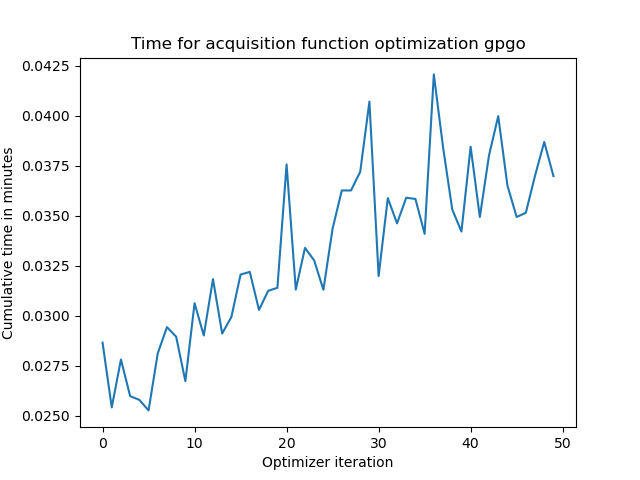 Time for acquisition function optimization gpgo
0.0425
0.0400
0.0375
0.0350
0.0325
0.0300
0.0275
0.0250
Cumulative time in minutes
0 10 20 30 40 50
Optimizer iteration